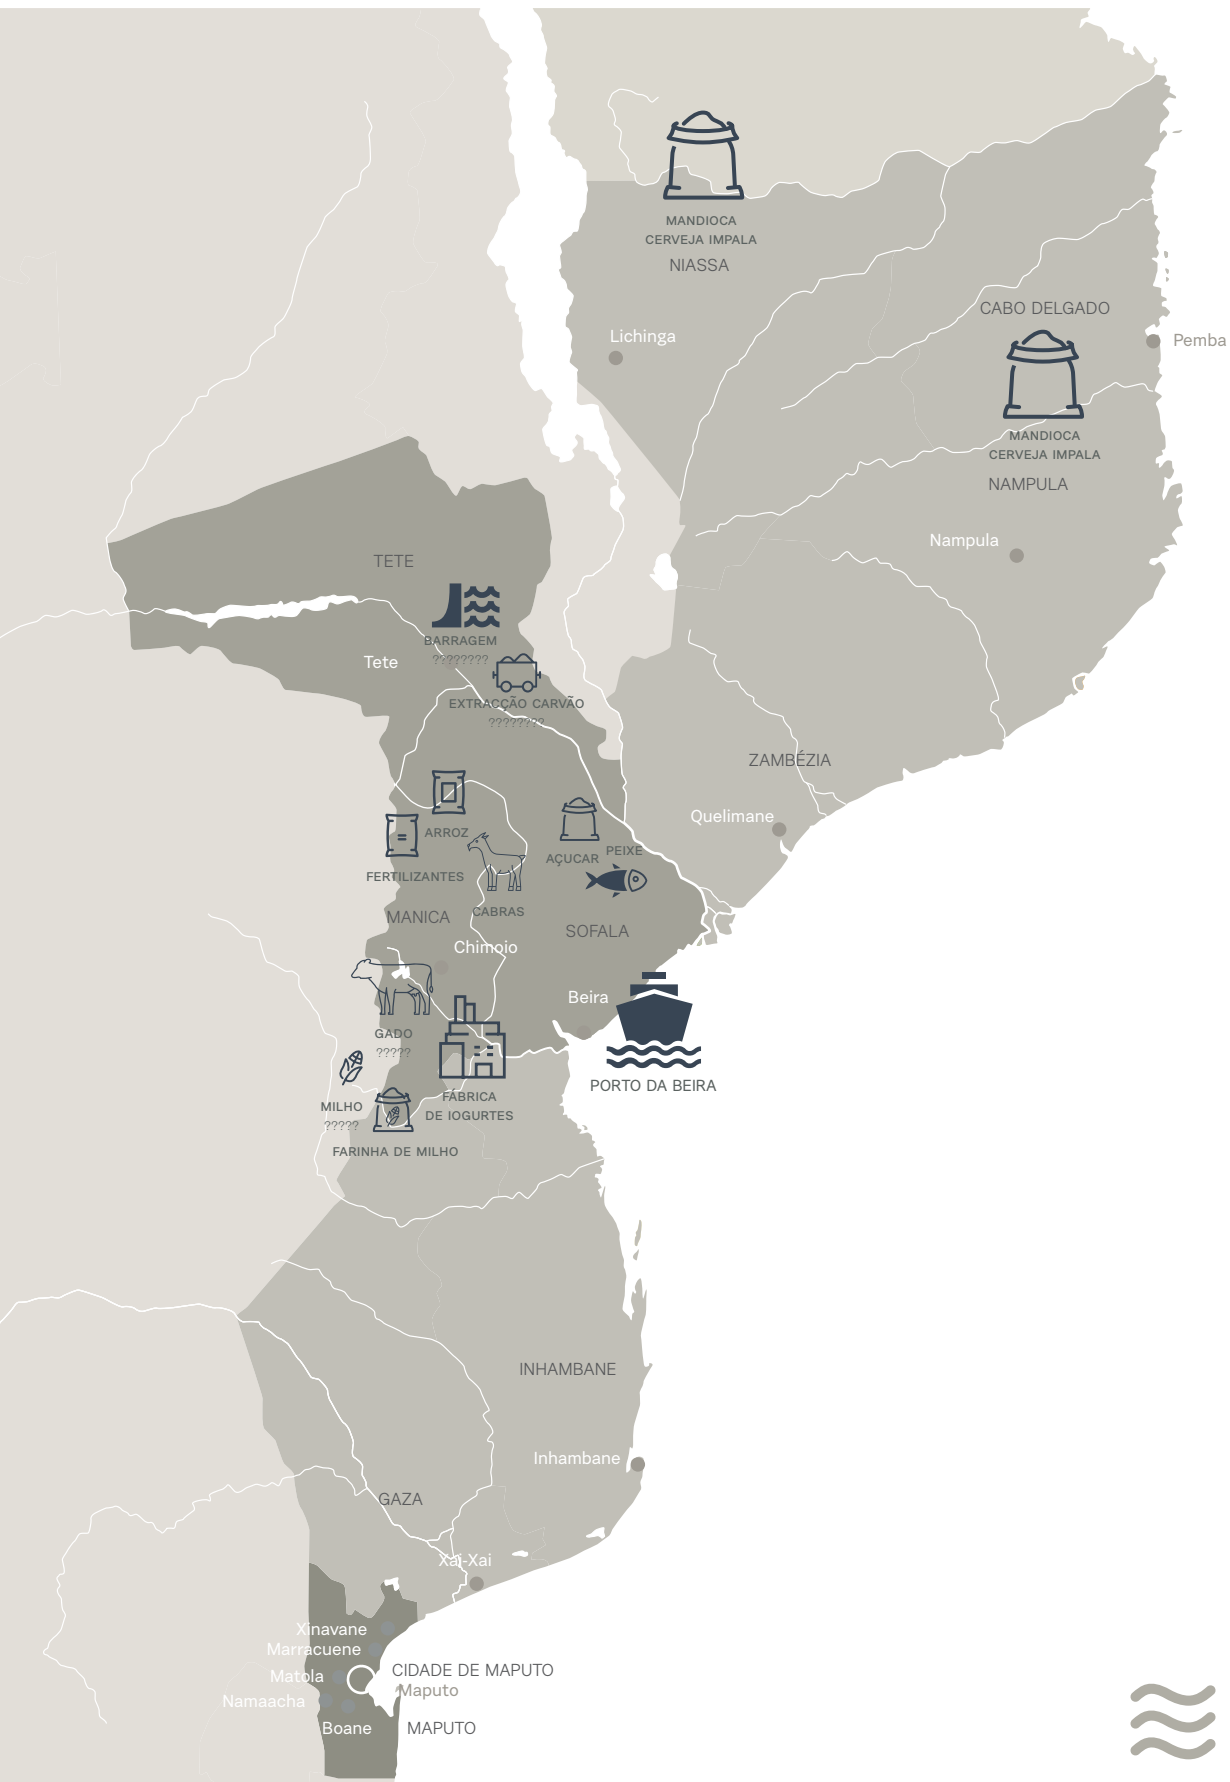 MANDIOCA
CERVEJA IMPALA
NIASSA
CABO DELGADO
Lichinga
Pemba
MANDIOCA
CERVEJA IMPALA
NAMPULA
Nampula
TETE
BARRAGEM
????????
Tete
EXTRACÇÃO CARVÃO
????????
ZAMBÉZIA
Quelimane
ARROZ
AÇUCAR
PEIXE
FERTILIZANTES
CABRAS
MANICA
SOFALA
Chimoio
Beira
GADO
?????
PORTO DA BEIRA
FÁBRICA
DE IOGURTES
MILHO
?????
FARINHA DE MILHO
INHAMBANE
Inhambane
GAZA
Xai-Xai
Xinavane
Marracuene
CIDADE DE MAPUTO
Matola
Maputo
Namaacha
Boane
MAPUTO